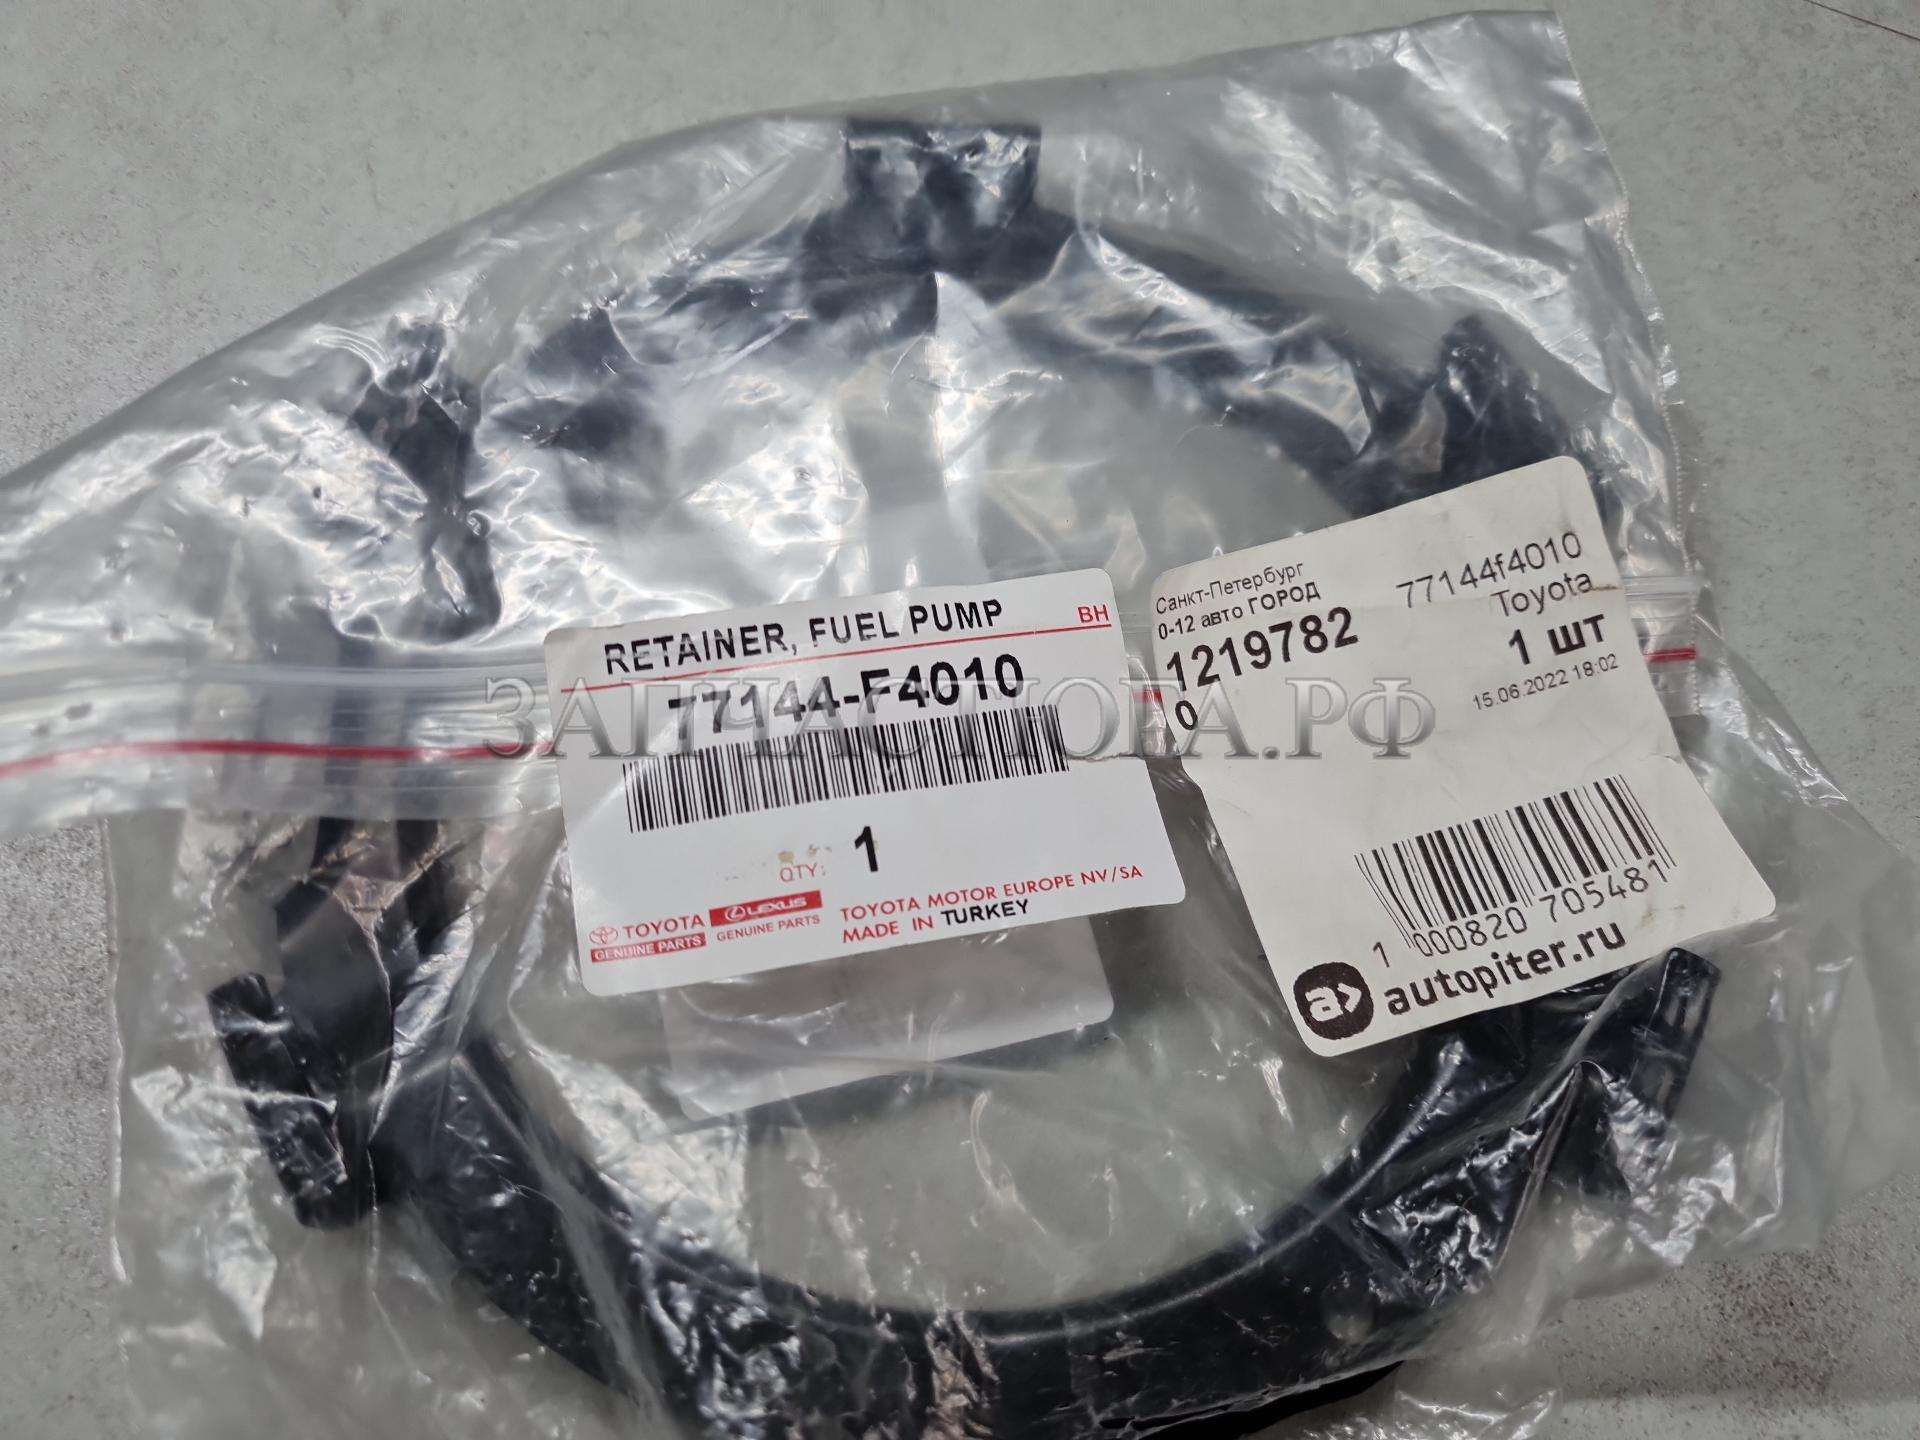 RETAINER, FUEL PUMP
BH
77144-F4010
QTY: 1
TOYOTA
GENUINE PARTS
LEXUS
GENUINE PARTS
TOYOTA MOTOR EUROPE NV/SA
MADE IN TURKEY
Санкт-Петербург
0-12 авто ГОРОД
1219782
0
77144f4010
Toyota
1 шт
15.06.2022 18:02
1 000820 705481
a>
autopiter.ru
ЗАПЧАСТЮГА.РФ